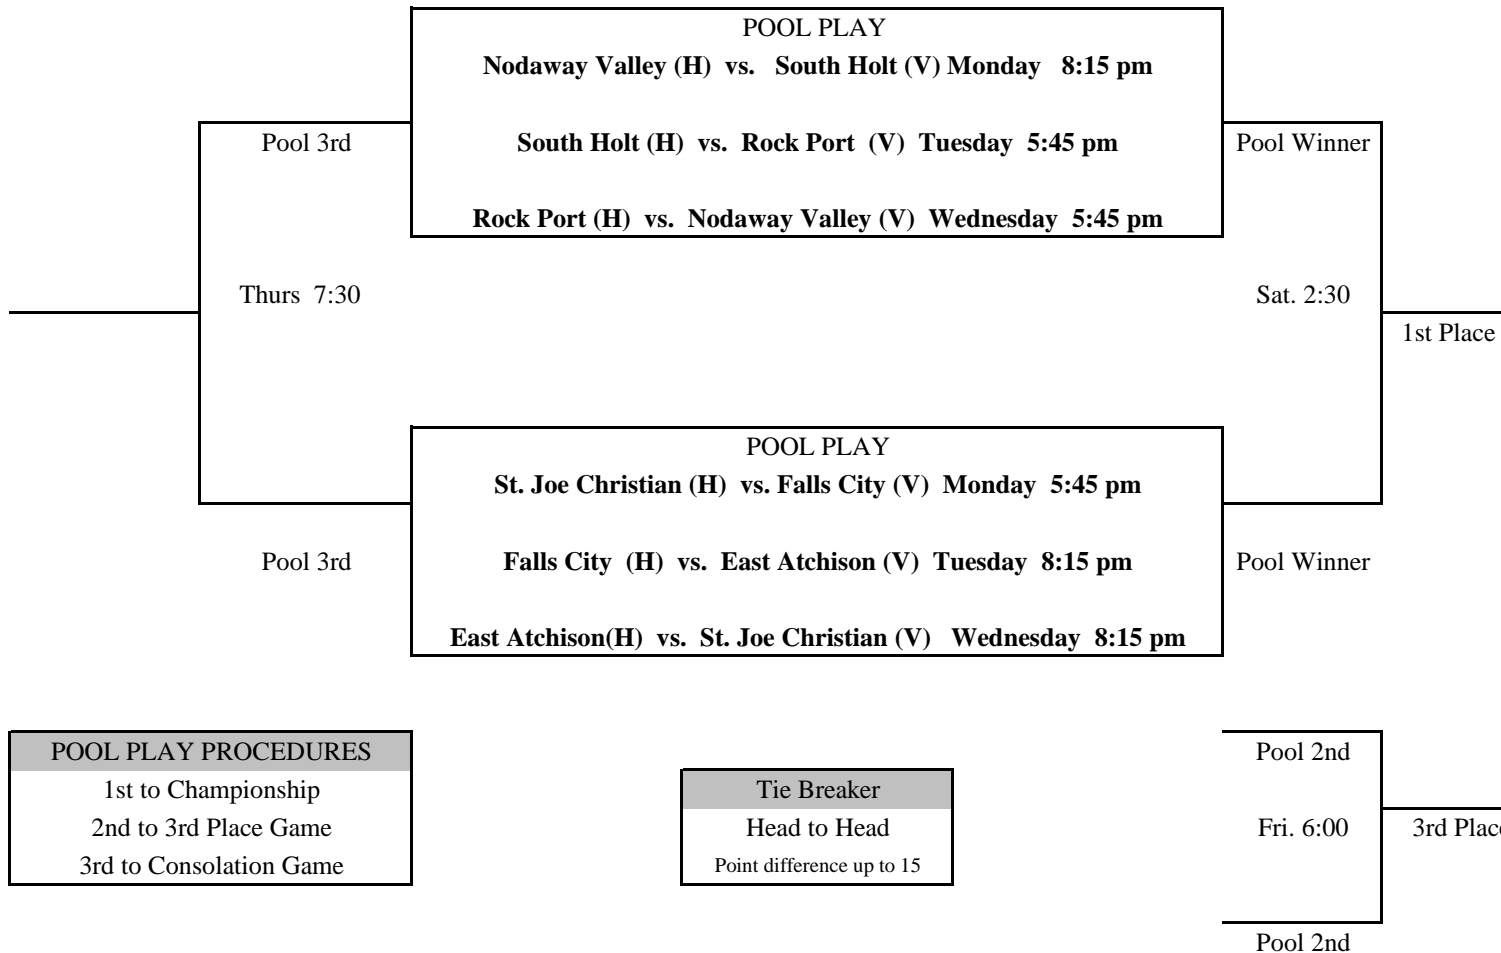 POOL PLAY
Nodaway Valley (H) vs. South Holt (V) Monday 8:15 pm
Pool 3rd
South Holt (H) vs. Rock Port (V) Tuesday 5:45 pm
Pool Winner
Rock Port (H) vs. Nodaway Valley (V) Wednesday 5:45 pm
Thurs 7:30
Sat. 2:30
1st Place
POOL PLAY
St. Joe Christian (H) vs. Falls City (V) Monday 5:45 pm
Pool 3rd
Falls City (H) vs. East Atchison (V) Tuesday 8:15 pm
Pool Winner
East Atchison(H) vs. St. Joe Christian (V) Wednesday 8:15 pm
POOL PLAY PROCEDURES
1st to Championship
2nd to 3rd Place Game
3rd to Consolation Game
Tie Breaker
Head to Head
Point difference up to 15
Pool 2nd
Fri. 6:00
3rd Plac
Pool 2nd